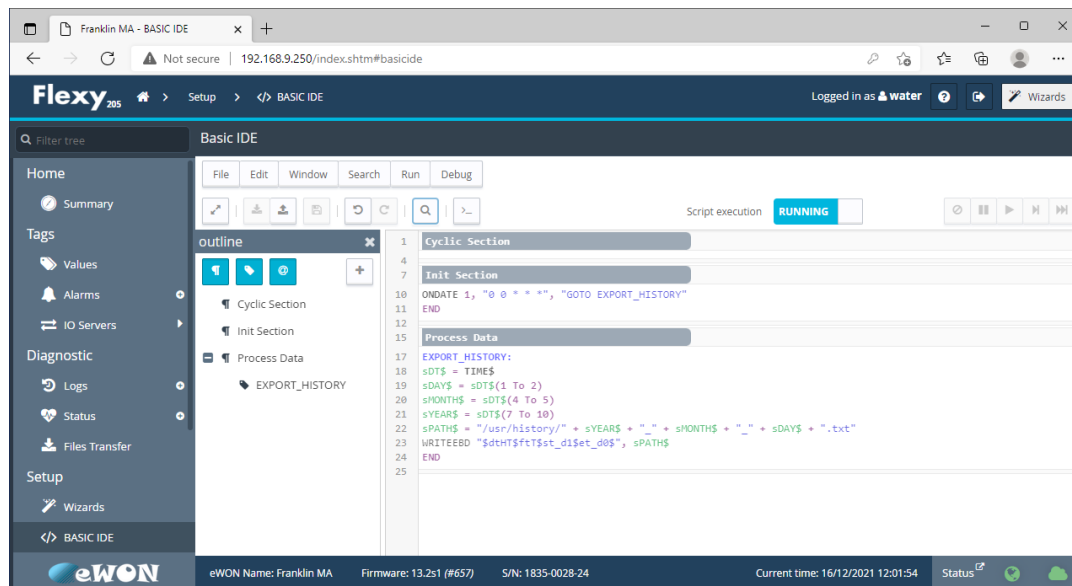 Franklin MA - BASIC IDE
Not secure 192.168.9.250/index.shtm#basicide
Flexy 205 > Setup > </> BASIC IDE Logged in as water Wizards
Filter tree Basic IDE
Home
Summary
Tags
Values
Alarms
IO Servers
Diagnostic
Logs
Status
Files Transfer
Setup
Wizards
</> BASIC IDE
eWON
File Edit Window Search Run Debug
Script execution RUNNING
outline
Cyclic Section
Init Section
Process Data
EXPORT_HISTORY
1 Cyclic Section
4
7 Init Section
10 ONDATE 1, "0 0 * * *", "GOTO EXPORT_HISTORY"
11 END
12
15 Process Data
17 EXPORT_HISTORY:
18 sDT$ = TIME$
19 sDAY$ = sDT$(1 To 2)
20 sMONTH$ = sDT$(4 To 5)
21 sYEAR$ = sDT$(7 To 10)
22 sPATH$ = "/usr/history/" + sYEAR$ + "_" + sMONTH$ + "_" + sDAY$ + ".txt"
23 WRITEEBD "$dtHT$ftT$st_d1$et_d0$", sPATH$
24 END
25
eWON Name: Franklin MA Firmware: 13.2s1 (#657) S/N: 1835-0028-24 Current time: 16/12/2021 12:01:54 Status